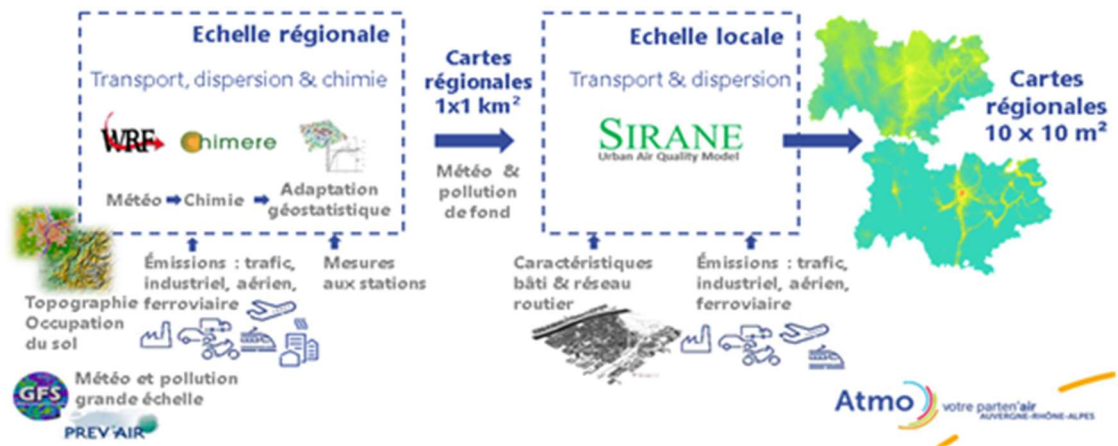 Echelle régionale
Transport, dispersion & chimie
WRF
Chimere
Météo
Chimie
Adaptation
géostatistique
Topographie
Occupation
du sol
Émissions : trafic,
industriel, aérien,
ferroviaire
Mesures
aux stations
GFS
Météo et pollution
grande échelle
PREV'AIR
Cartes
régionales
1x1 km²
Météo &
pollution
de fond
Echelle locale
Transport & dispersion
SIRANE
Urban Air Quality Model
Caractéristiques
bâti & réseau
routier
Émissions : trafic,
industriel, aérien,
ferroviaire
Cartes
régionales
10 x 10 m²
Atmo
votre parten'air
AUVERGNE-RHÔNE-ALPES